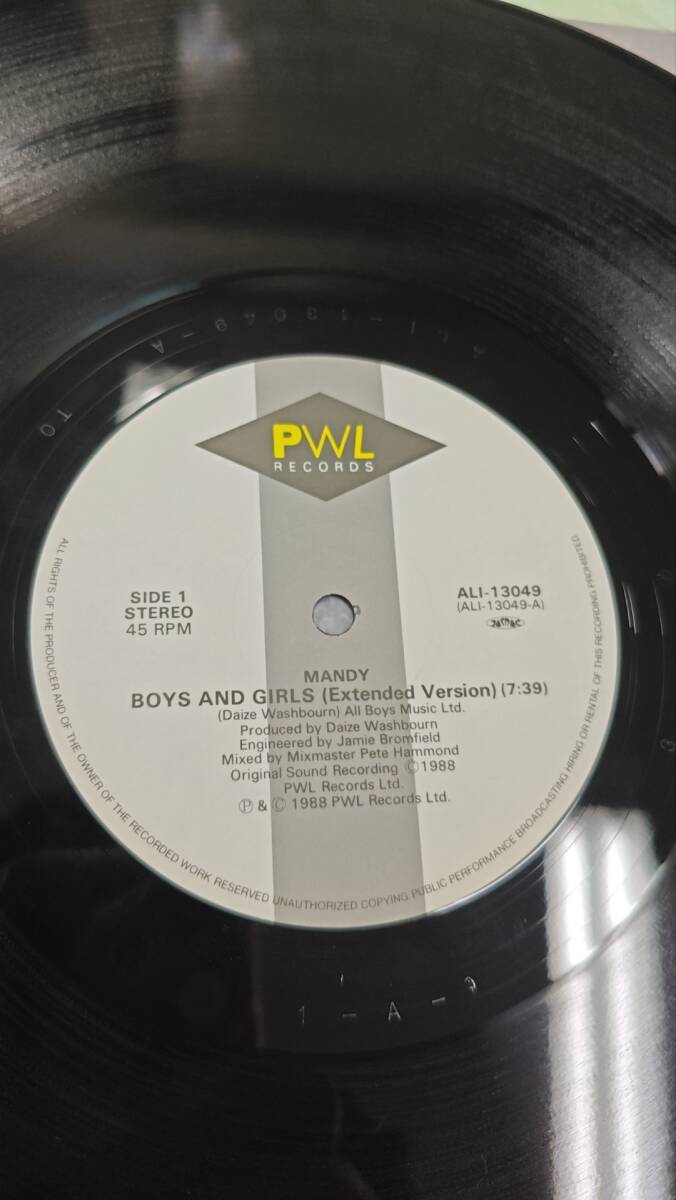 PWL
RECORDS
SIDE 1
STEREO
45 RPM
ALI-13049
(ALI-13049-A)
MANDY
BOYS AND GIRLS (Extended Version) (7:39)
(Daize Washbourn) All Boys Music Ltd.
Produced by Daize Washbourn
Engineered by Jamie Bromfield
Mixed by Mixmaster Pete Hammond
Original Sound Recording ©1988
PWL Records Ltd.
Ⓟ & © 1988 PWL Records Ltd.
ALL RIGHTS OF THE PRODUCER AND OF THE OWNER OF THE RECORDED WORK RESERVED UNAUTHORIZED COPYING PUBLIC PERFORMANCE BROADCASTING HIRING OR RENTAL OF THIS RECORDING PROHIBITED
ALI-13049-A
TO
1-A-
3